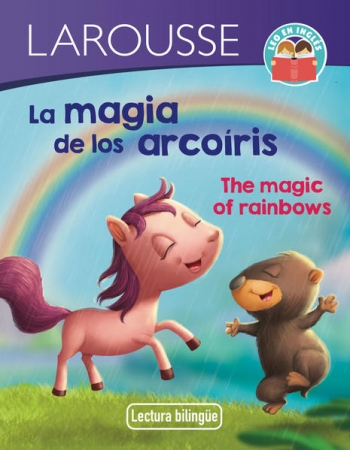 LAROUSSE
LEO EN INGLÉS
La magia
de los arcoíris
The magic
of rainbows
Lectura bilingüe